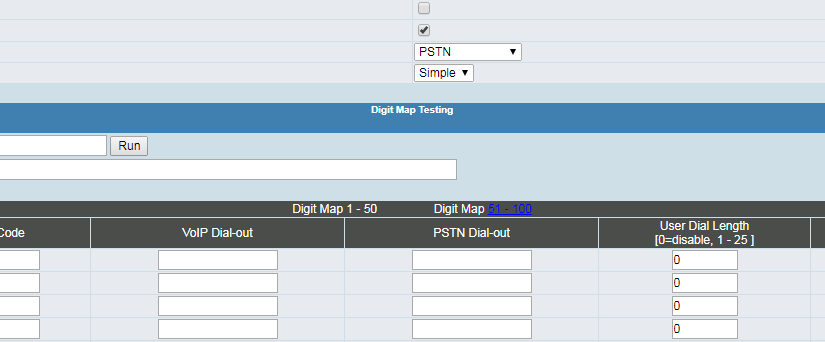 PSTN
Simple
Digit Map Testing
Run
Digit Map 1 - 50 Digit Map 51 - 100
Code VoIP Dial-out PSTN Dial-out User Dial Length
[0=disable, 1 - 25 ]
0
0
0
0